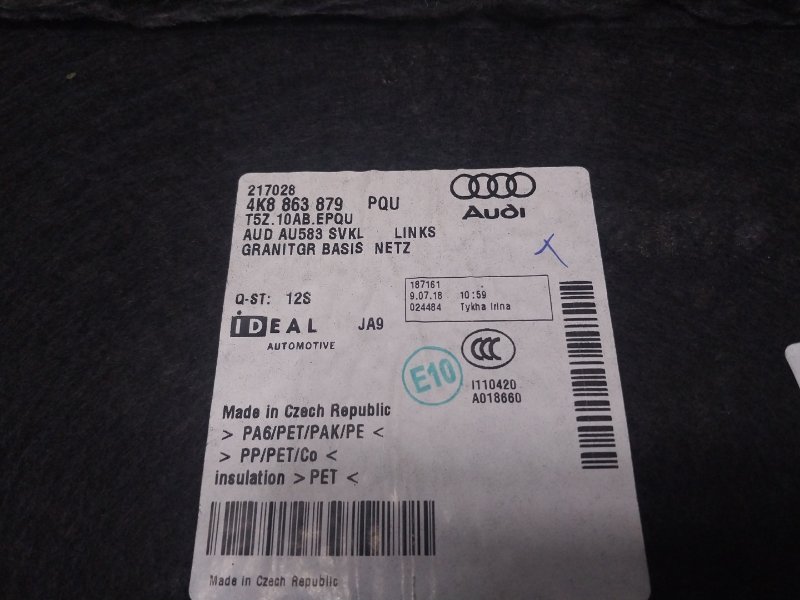 217028
4K8 863 879 PQU
T5Z.10AB.EPQU
AUD AU583 SVKL LINKS
GRANITGR BASIS NETZ
Audi
Q-ST: 12S
187161
9.07.18 10:59
024484 Tykha Irina
IDEAL JA9
AUTOMOTIVE
CCC
E10
I110420
A018660
Made in Czech Republic
> PA6/PET/PAK/PE <
> PP/PET/Co <
insulation > PET <
Made in Czech Republic